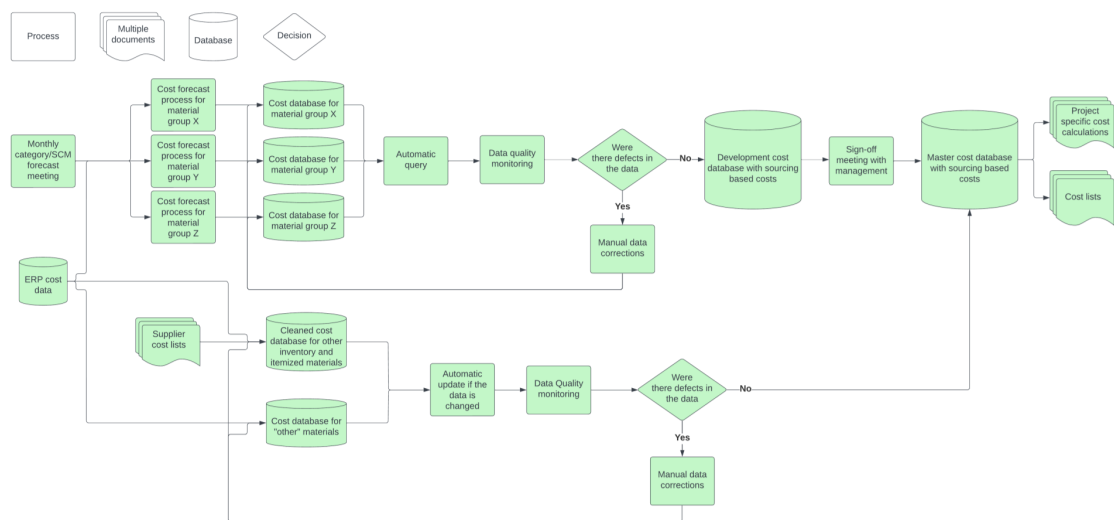 Process
Multiple
documents
Database
Decision
Cost forecast
process for
material
group X
Cost database for
material group X
Monthly
category/SCM
forecast
meeting
Cost forecast
process for
material
group Y
Cost database for
material group Y
Cost forecast
process for
material
group Z
Cost database for
material group Z
Automatic
query
Data quality
monitoring
Were
there defects in
the data
No
Yes
Manual data
corrections
Development cost
database with sourcing
based costs
Sign-off
meeting with
management
Master cost database
with sourcing based
costs
Project
specific cost
calculations
Cost lists
ERP cost
data
Supplier
cost lists
Cleaned cost
database for other
inventory and
itemized materials
Cost database for
"other" materials
Automatic
update if the
data is
changed
Data Quality
monitoring
Were
there defects in
the data
No
Yes
Manual data
corrections